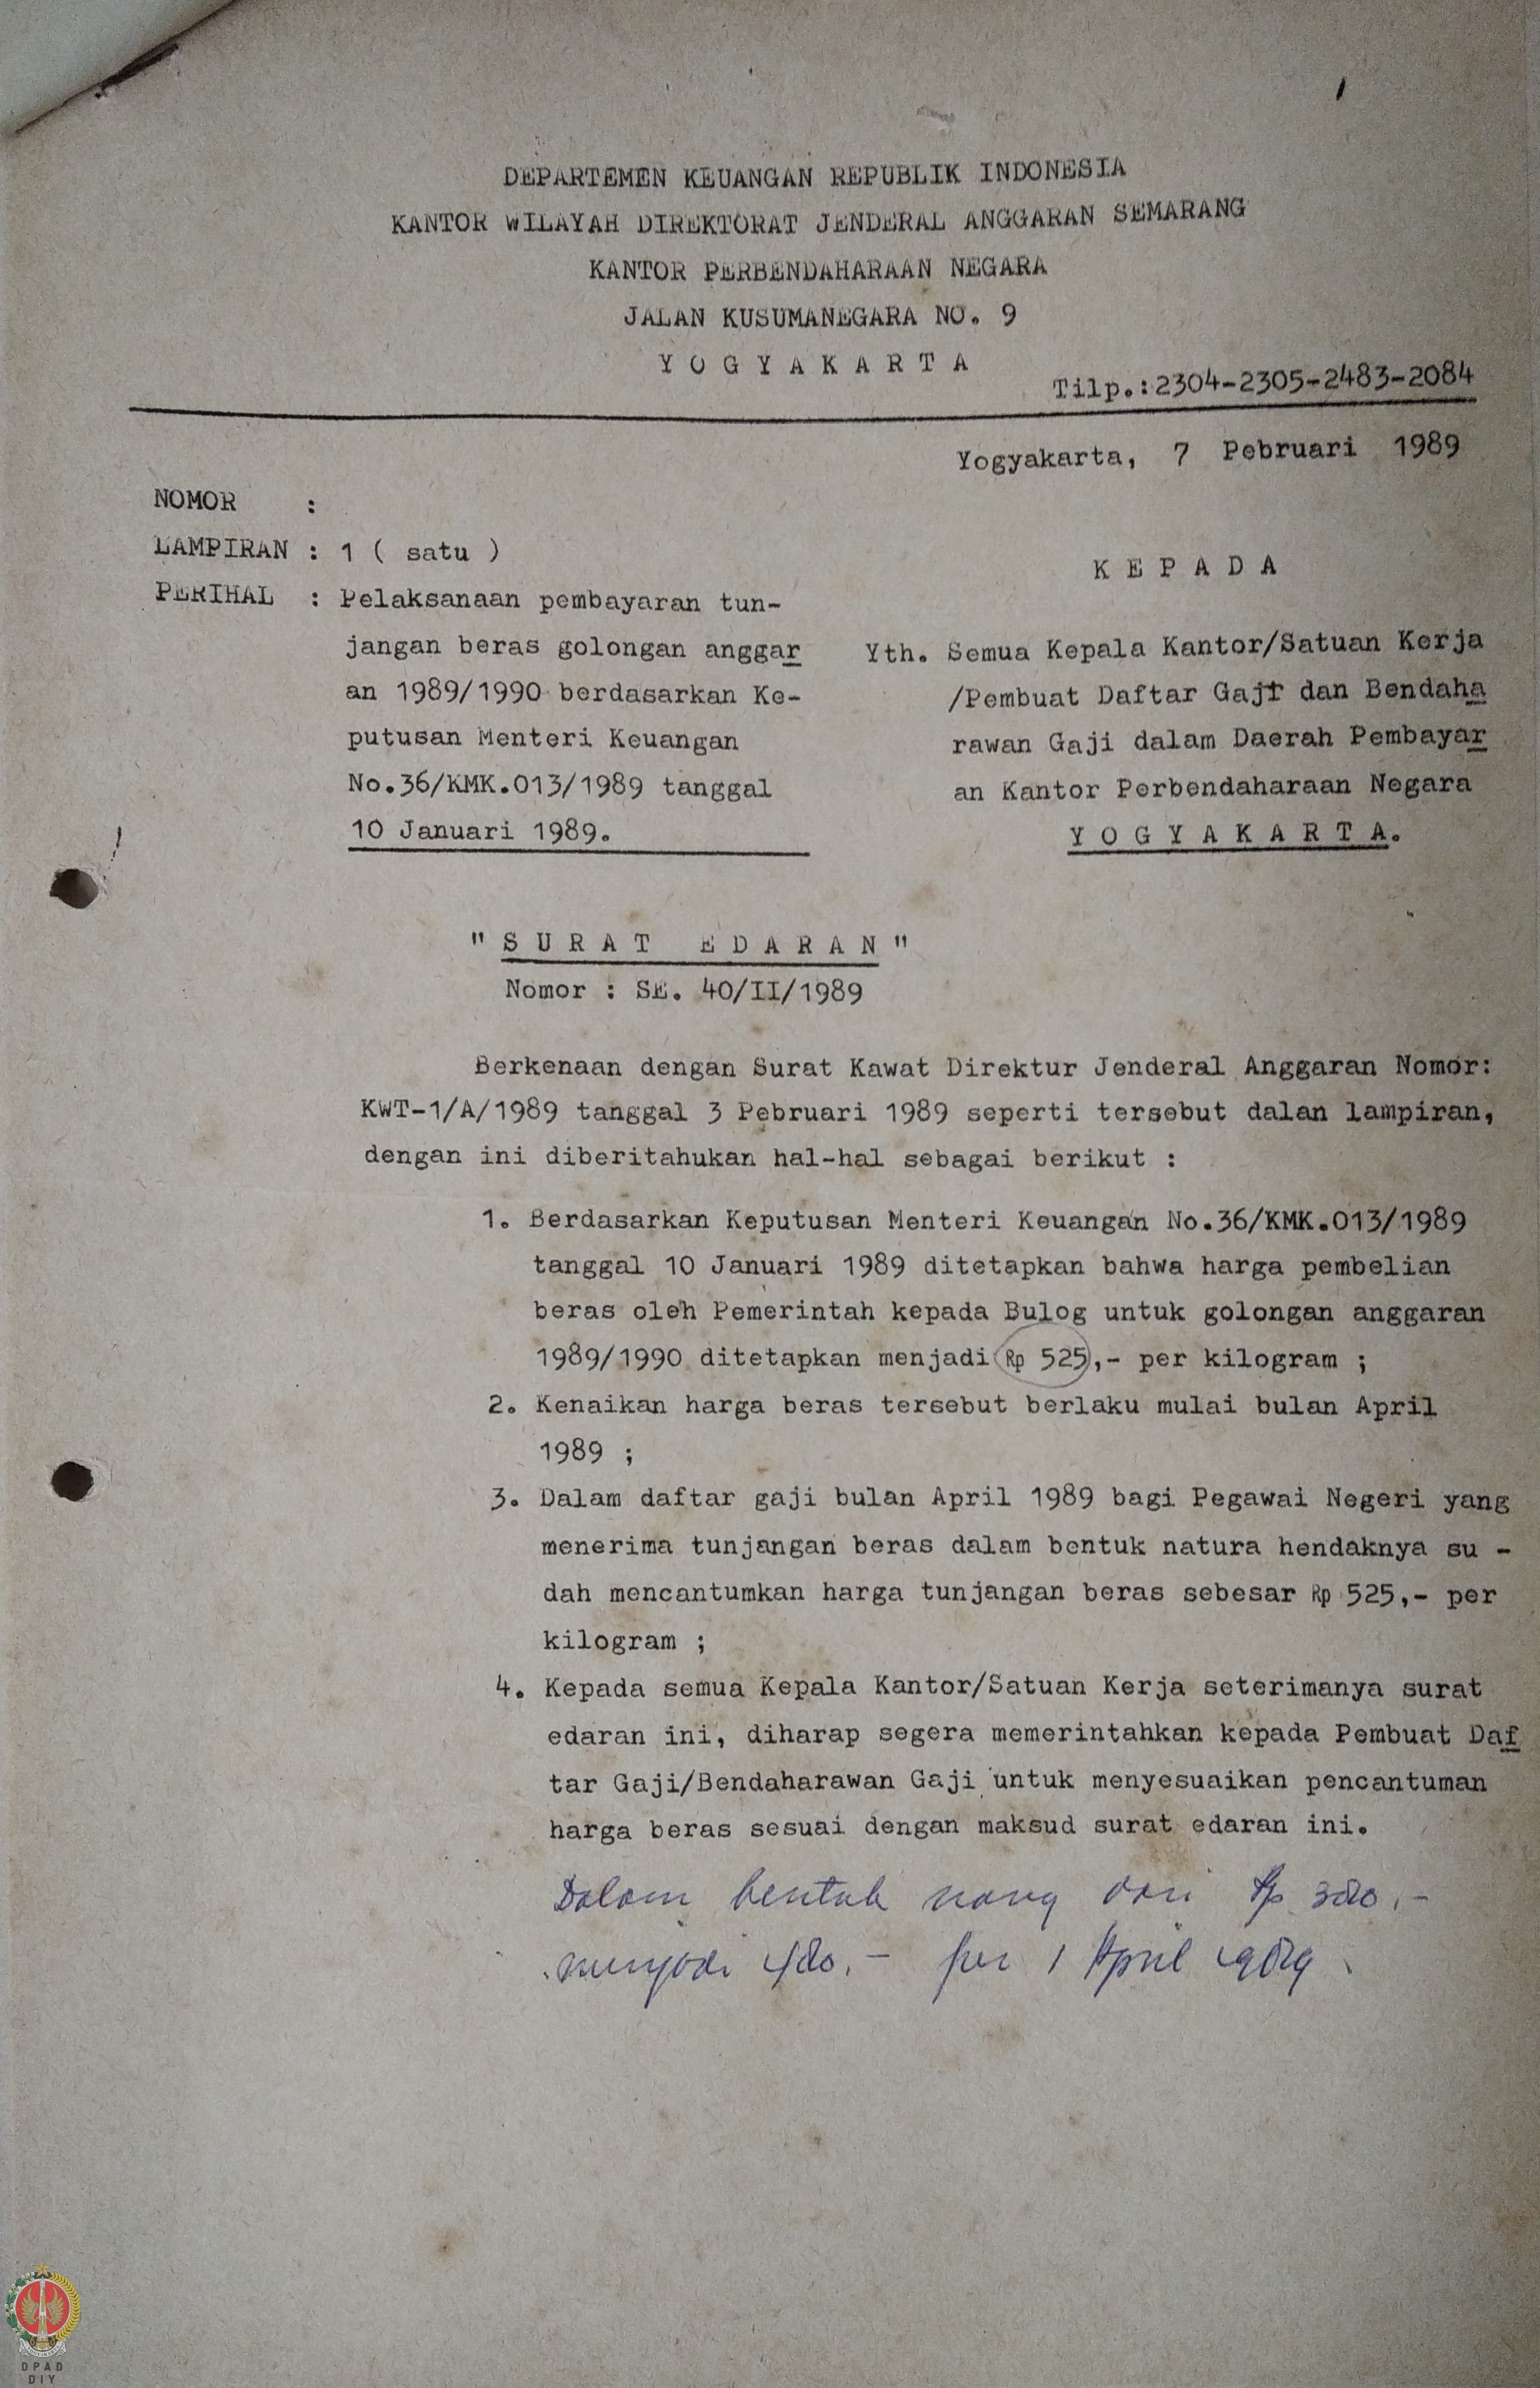 DEPARTEMEN KEUANGAN REPUBLIK INDONESIA
KANTOR WILAYAH DIREKTORAT JENDERAL ANGGARAN SEMARANG
KANTOR PERBENDAHARAAN NEGARA
JALAN KUSUMANEGARA NO. 9
Y O G Y A K A R T A
Tilp.:2304-2305-2483-2084
Yogyakarta, 7 Pebruari 1989
NOMOR :
LAMPIRAN : 1 ( satu )
PERIHAL : Pelaksanaan pembayaran tun-
jangan beras golongan anggar
an 1989/1990 berdasarkan Ke-
putusan Menteri Keuangan
No.36/KMK.013/1989 tanggal
10 Januari 1989.
K E P A D A
Yth. Semua Kepala Kantor/Satuan Kerja
/Pembuat Daftar Gaji dan Bendaha
rawan Gaji dalam Daerah Pembayar
an Kantor Perbendaharaan Negara
Y O G Y A K A R T A.
" S U R A T E D A R A N "
Nomor : SE. 40/II/1989
Berkenaan dengan Surat Kawat Direktur Jenderal Anggaran Nomor:
KWT-1/A/1989 tanggal 3 Pebruari 1989 seperti tersebut dalan lampiran,
dengan ini diberitahukan hal-hal sebagai berikut :
1. Berdasarkan Keputusan Menteri Keuangan No.36/KMK.013/1989
tanggal 10 Januari 1989 ditetapkan bahwa harga pembelian
beras oleh Pemerintah kepada Bulog untuk golongan anggaran
1989/1990 ditetapkan menjadi Rp 525,- per kilogram ;
2. Kenaikan harga beras tersebut berlaku mulai bulan April
1989 ;
3. Dalam daftar gaji bulan April 1989 bagi Pegawai Negeri yang
menerima tunjangan beras dalam bentuk natura hendaknya su -
dah mencantumkan harga tunjangan beras sebesar Rp 525,- per
kilogram ;
4. Kepada semua Kepala Kantor/Satuan Kerja seterimanya surat
edaran ini, diharap segera memerintahkan kepada Pembuat Daf
tar Gaji/Bendaharawan Gaji untuk menyesuaikan pencantuman
harga beras sesuai dengan maksud surat edaran ini.
Dalam bentuk uang dari Rp
menjadi 480.- per 1 April 1989.
DPAD
DIY